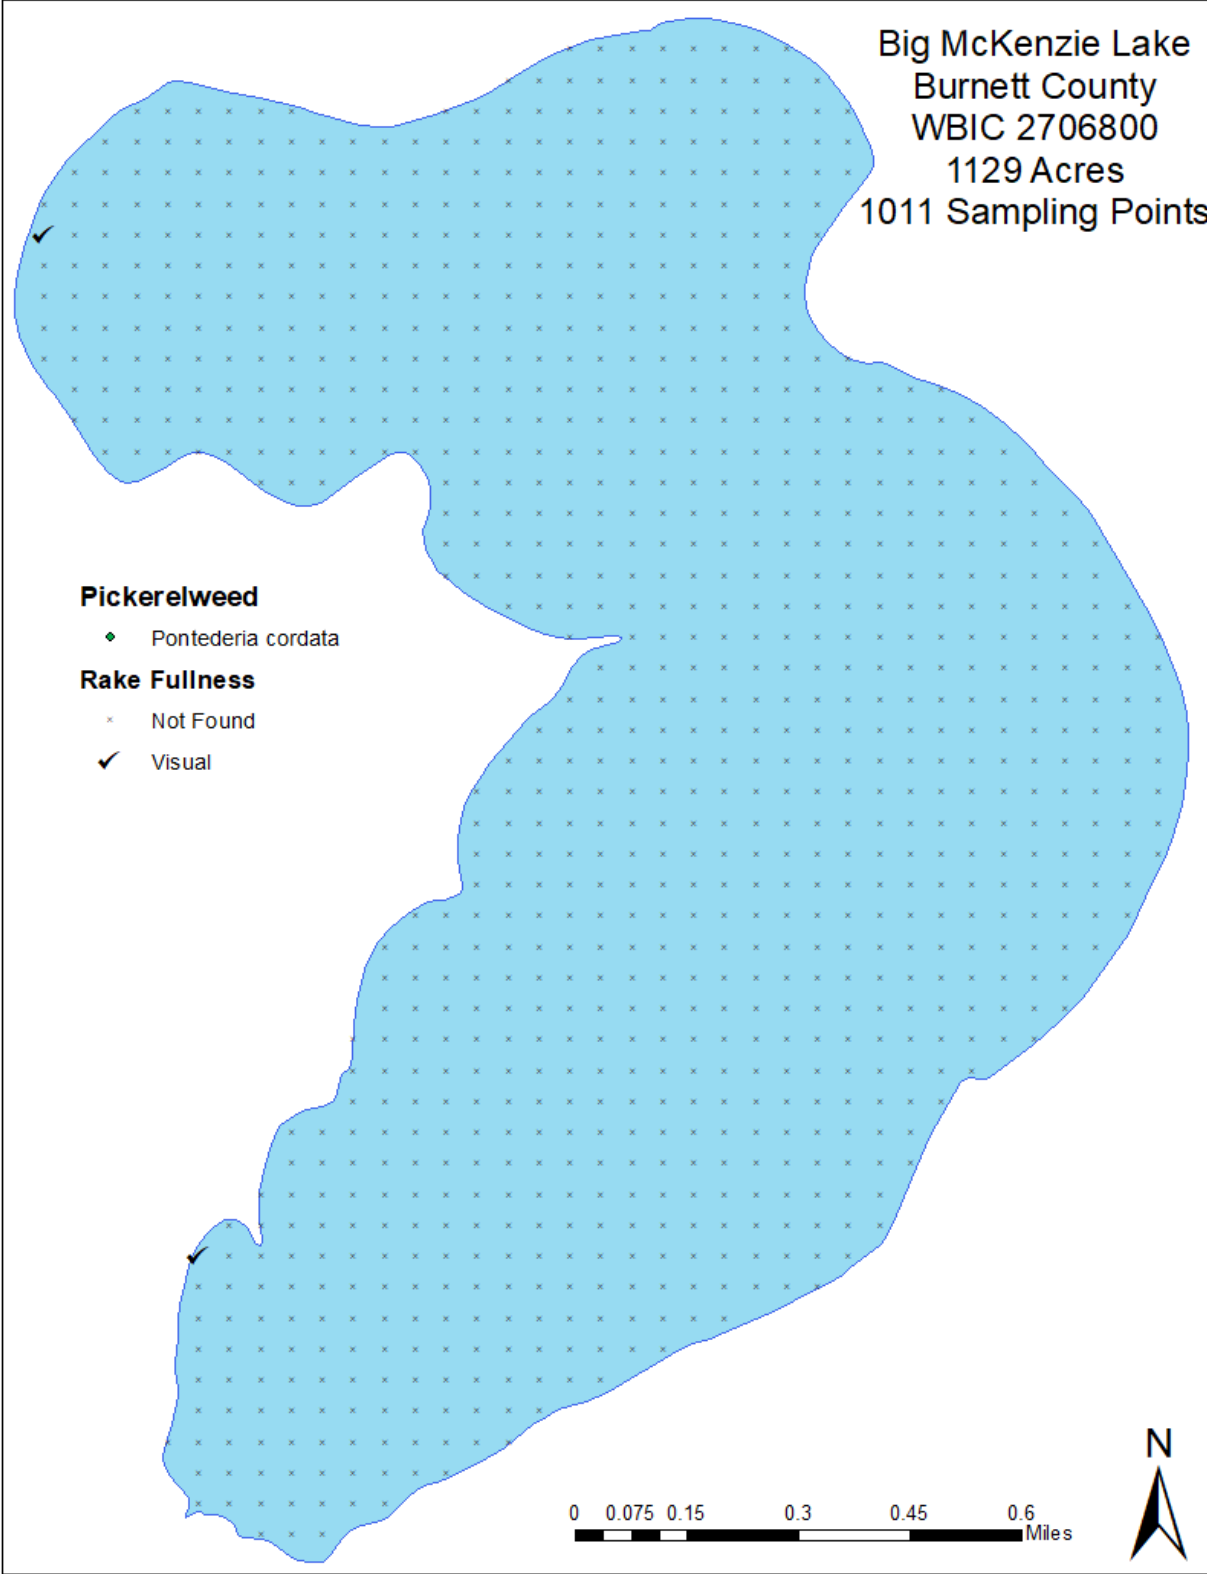 Big McKenzie Lake
Burnett County
WBIC 2706800
1129 Acres
1011 Sampling Points
Pickerelweed
Pontederia cordata
Rake Fullness
Not Found
Visual
N
0 0.075 0.15 0.3 0.45 0.6
Miles